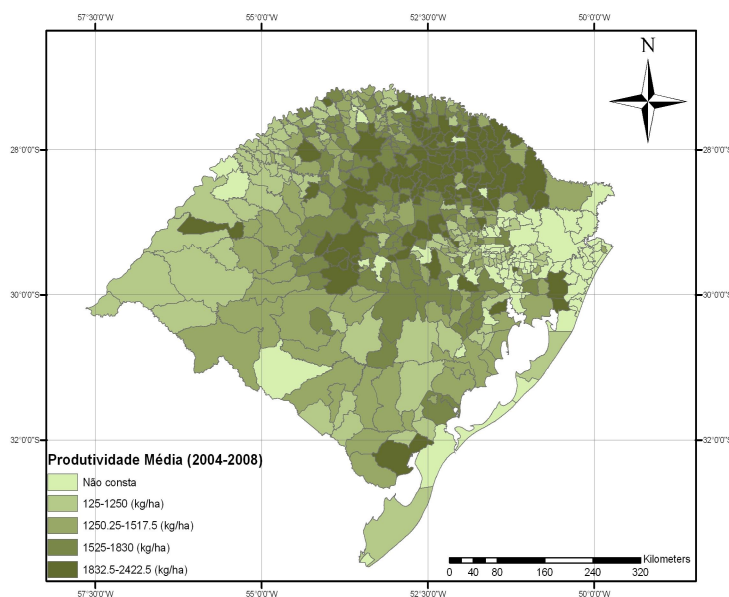 57°30'0"W 55°0'0"W 52°30'0"W 50°0'0"W
N
28°0'0"S 28°0'0"S
30°0'0"S 30°0'0"S
32°0'0"S 32°0'0"S
Produtividade Média (2004-2008)
Não consta
125-1250 (kg/ha)
1250.25-1517.5 (kg/ha)
1525-1830 (kg/ha)
1832.5-2422.5 (kg/ha)
Kilometers
0 40 80 160 240 320
57°30'0"W 55°0'0"W 52°30'0"W 50°0'0"W